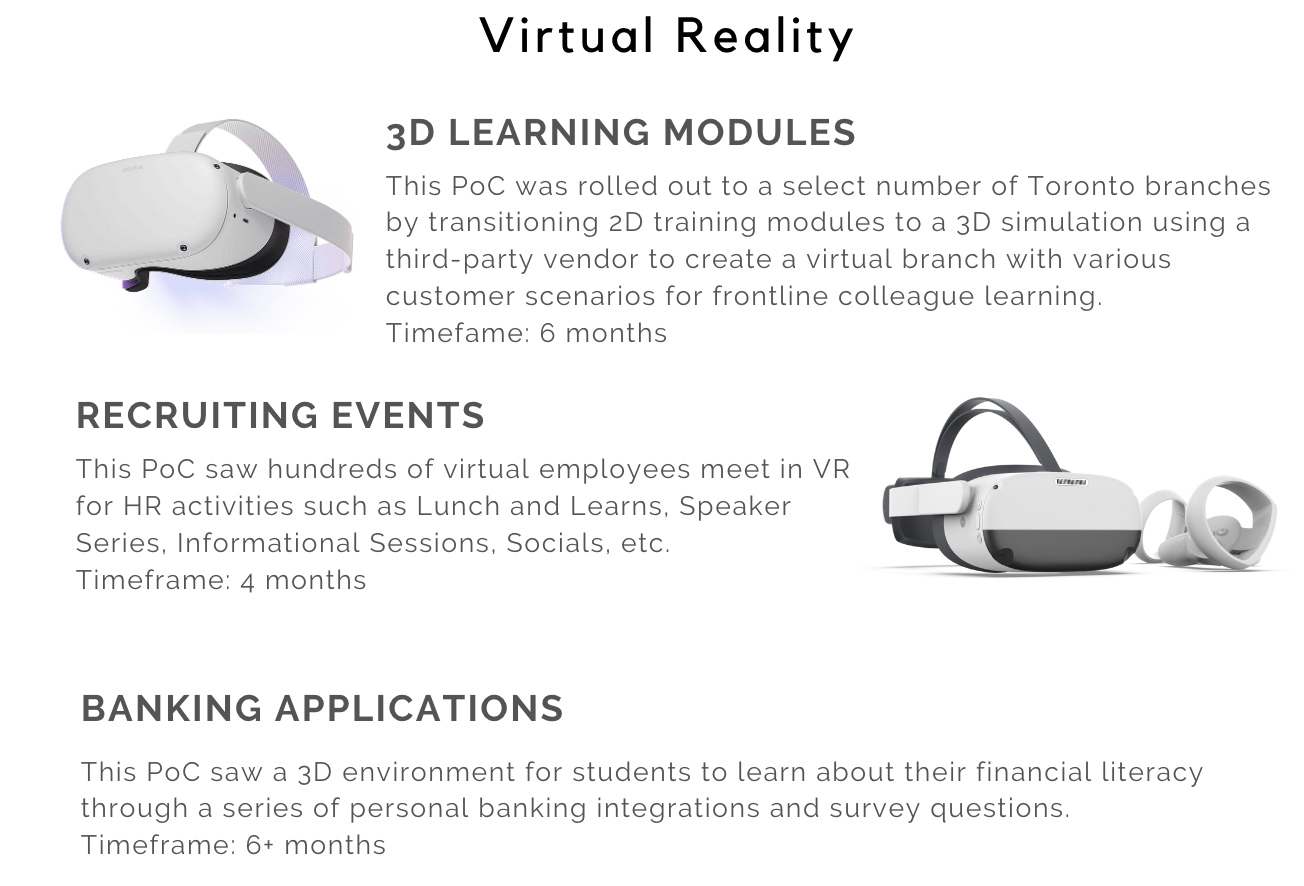 Virtual Reality
3D LEARNING MODULES
This PoC was rolled out to a select number of Toronto branches
by transitioning 2D training modules to a 3D simulation using a
third-party vendor to create a virtual branch with various
customer scenarios for frontline colleague learning.
Timefame: 6 months
RECRUITING EVENTS
This PoC saw hundreds of virtual employees meet in VR
for HR activities such as Lunch and Learns, Speaker
Series, Informational Sessions, Socials, etc.
Timeframe: 4 months
BANKING APPLICATIONS
This PoC saw a 3D environment for students to learn about their financial literacy
through a series of personal banking integrations and survey questions.
Timeframe: 6+ months